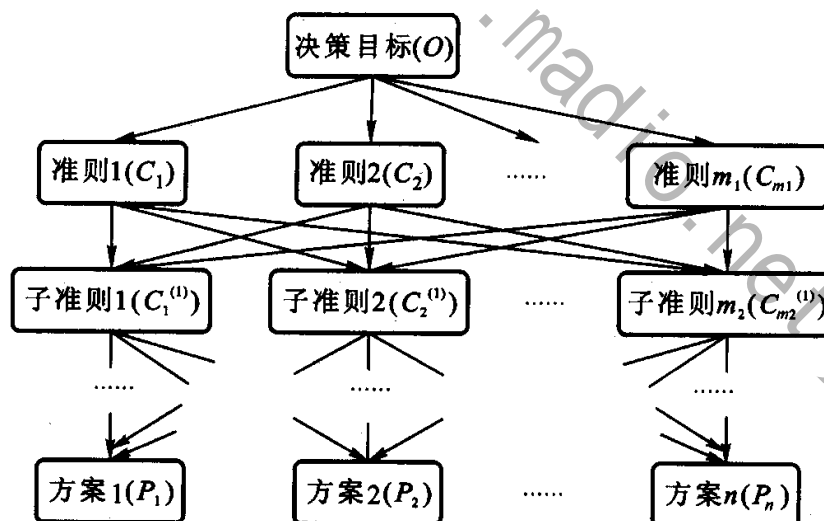 决策目标(O)
准则1(C₁) 准则2(C₂) …… 准则m₁(Cₘ₁)
子准则1(C₁⁽¹⁾) 子准则2(C₂⁽¹⁾) …… 子准则m₂(Cₘ₂⁽¹⁾)
…… …… ……
方案1(P₁) 方案2(P₂) …… 方案n(Pₙ)
.madio.net